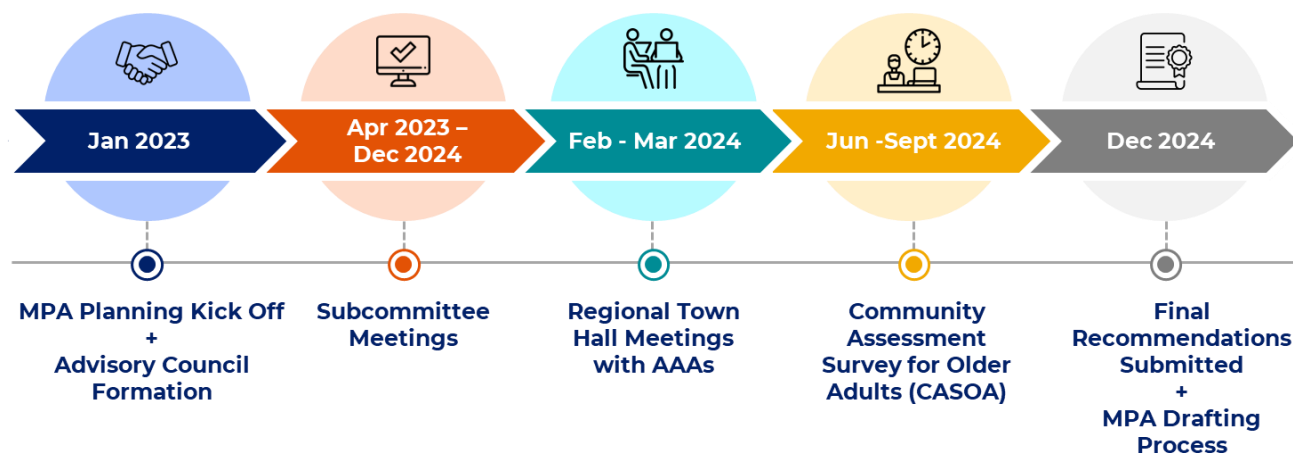 Jan 2023
Apr 2023 –
Dec 2024
Feb - Mar 2024
Jun -Sept 2024
Dec 2024
MPA Planning Kick Off
+
Advisory Council
Formation
Subcommittee
Meetings
Regional Town
Hall Meetings
with AAAs
Community
Assessment
Survey for Older
Adults (CASOA)
Final
Recommendations
Submitted
+
MPA Drafting
Process